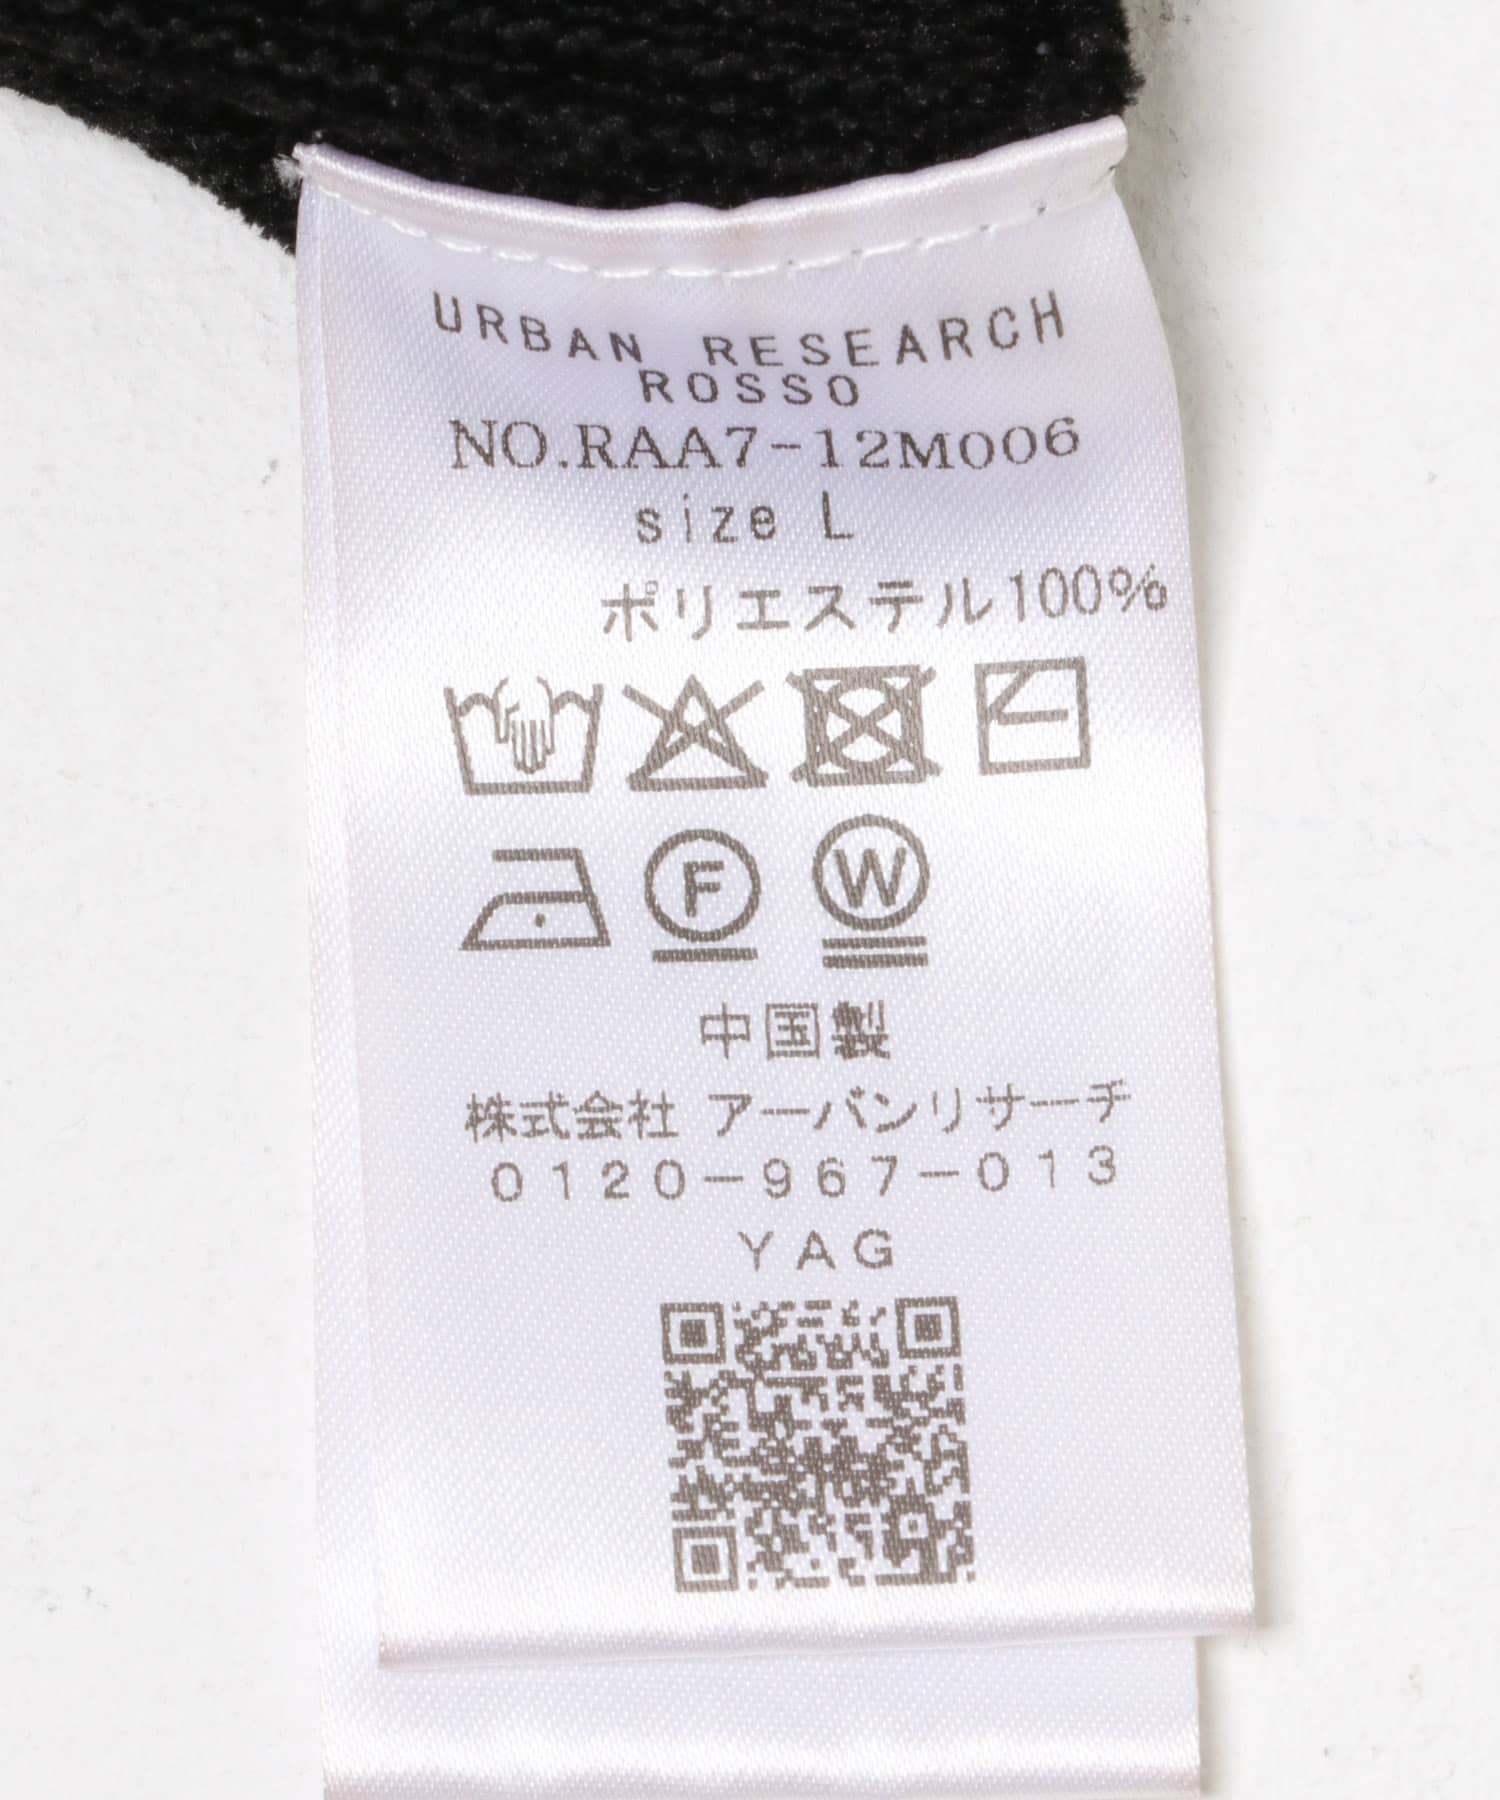 URBAN RESEARCH
ROSSO
NO.RAA7-12M006
size L
ポリエステル100%
F W
中国製
株式会社 アーバンリサーチ
0120-967-013
YAG